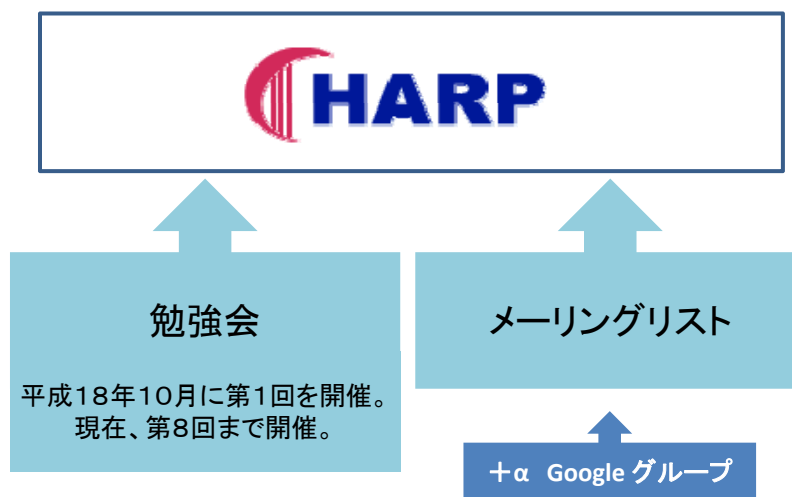 HARP
勉強会
平成18年10月に第1回を開催。
現在、第8回まで開催。
メーリングリスト
＋α Google グループ